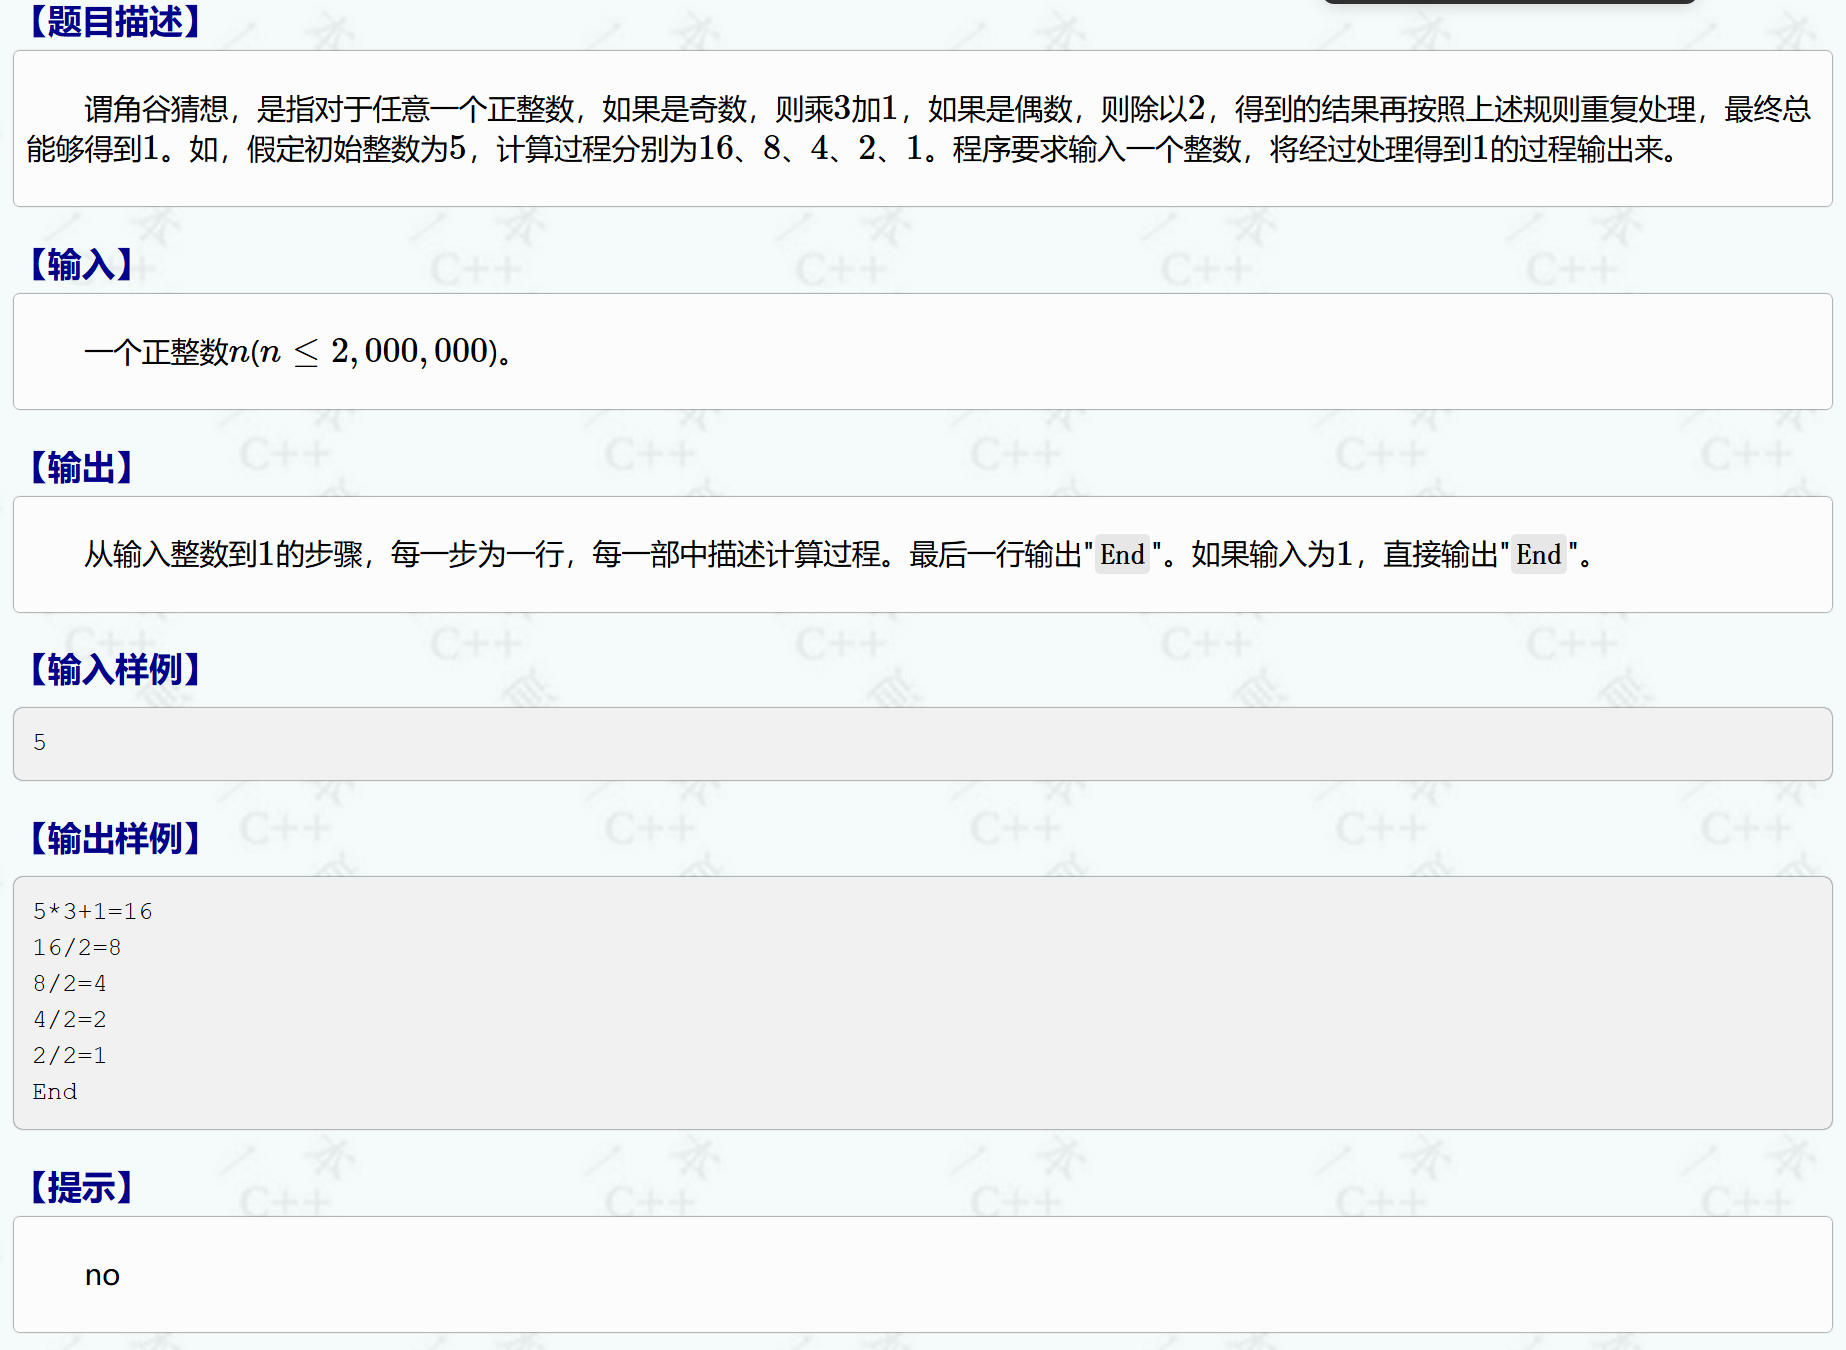 【题目描述】
谓角谷猜想，是指对于任意一个正整数，如果是奇数，则乘3加1，如果是偶数，则除以2，得到的结果再按照上述规则重复处理，最终总
能够得到1。如，假定初始整数为5，计算过程分别为16、8、4、2、1。程序要求输入一个整数，将经过处理得到1的过程输出来。
【输入】
一个正整数n(n ≤ 2,000,000)。
【输出】
从输入整数到1的步骤，每一步为一行，每一部中描述计算过程。最后一行输出"End"。如果输入为1，直接输出"End"。
【输入样例】
5
【输出样例】
5*3+1=16
16/2=8
8/2=4
4/2=2
2/2=1
End
【提示】
no